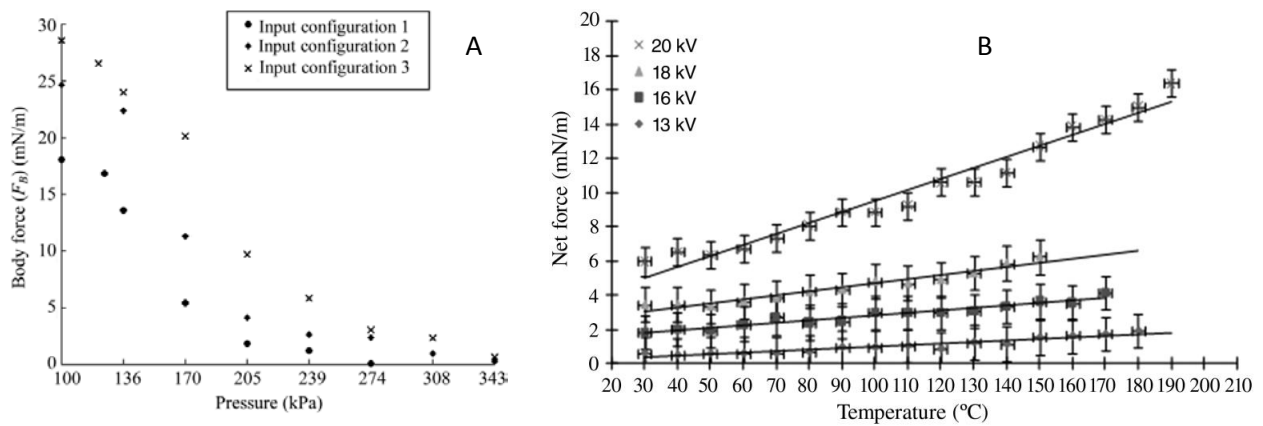 30
25
20
15
10
5
0
Body force (F_B) (mN/m)
Input configuration 1
Input configuration 2
Input configuration 3
A
100 136 170 205 239 274 308 343
Pressure (kPa)
20
18
16
14
12
10
8
6
4
2
0
Net force (mN/m)
20 kV
18 kV
16 kV
13 kV
B
20 30 40 50 60 70 80 90 100 110 120 130 140 150 160 170 180 190 200 210
Temperature (ºC)